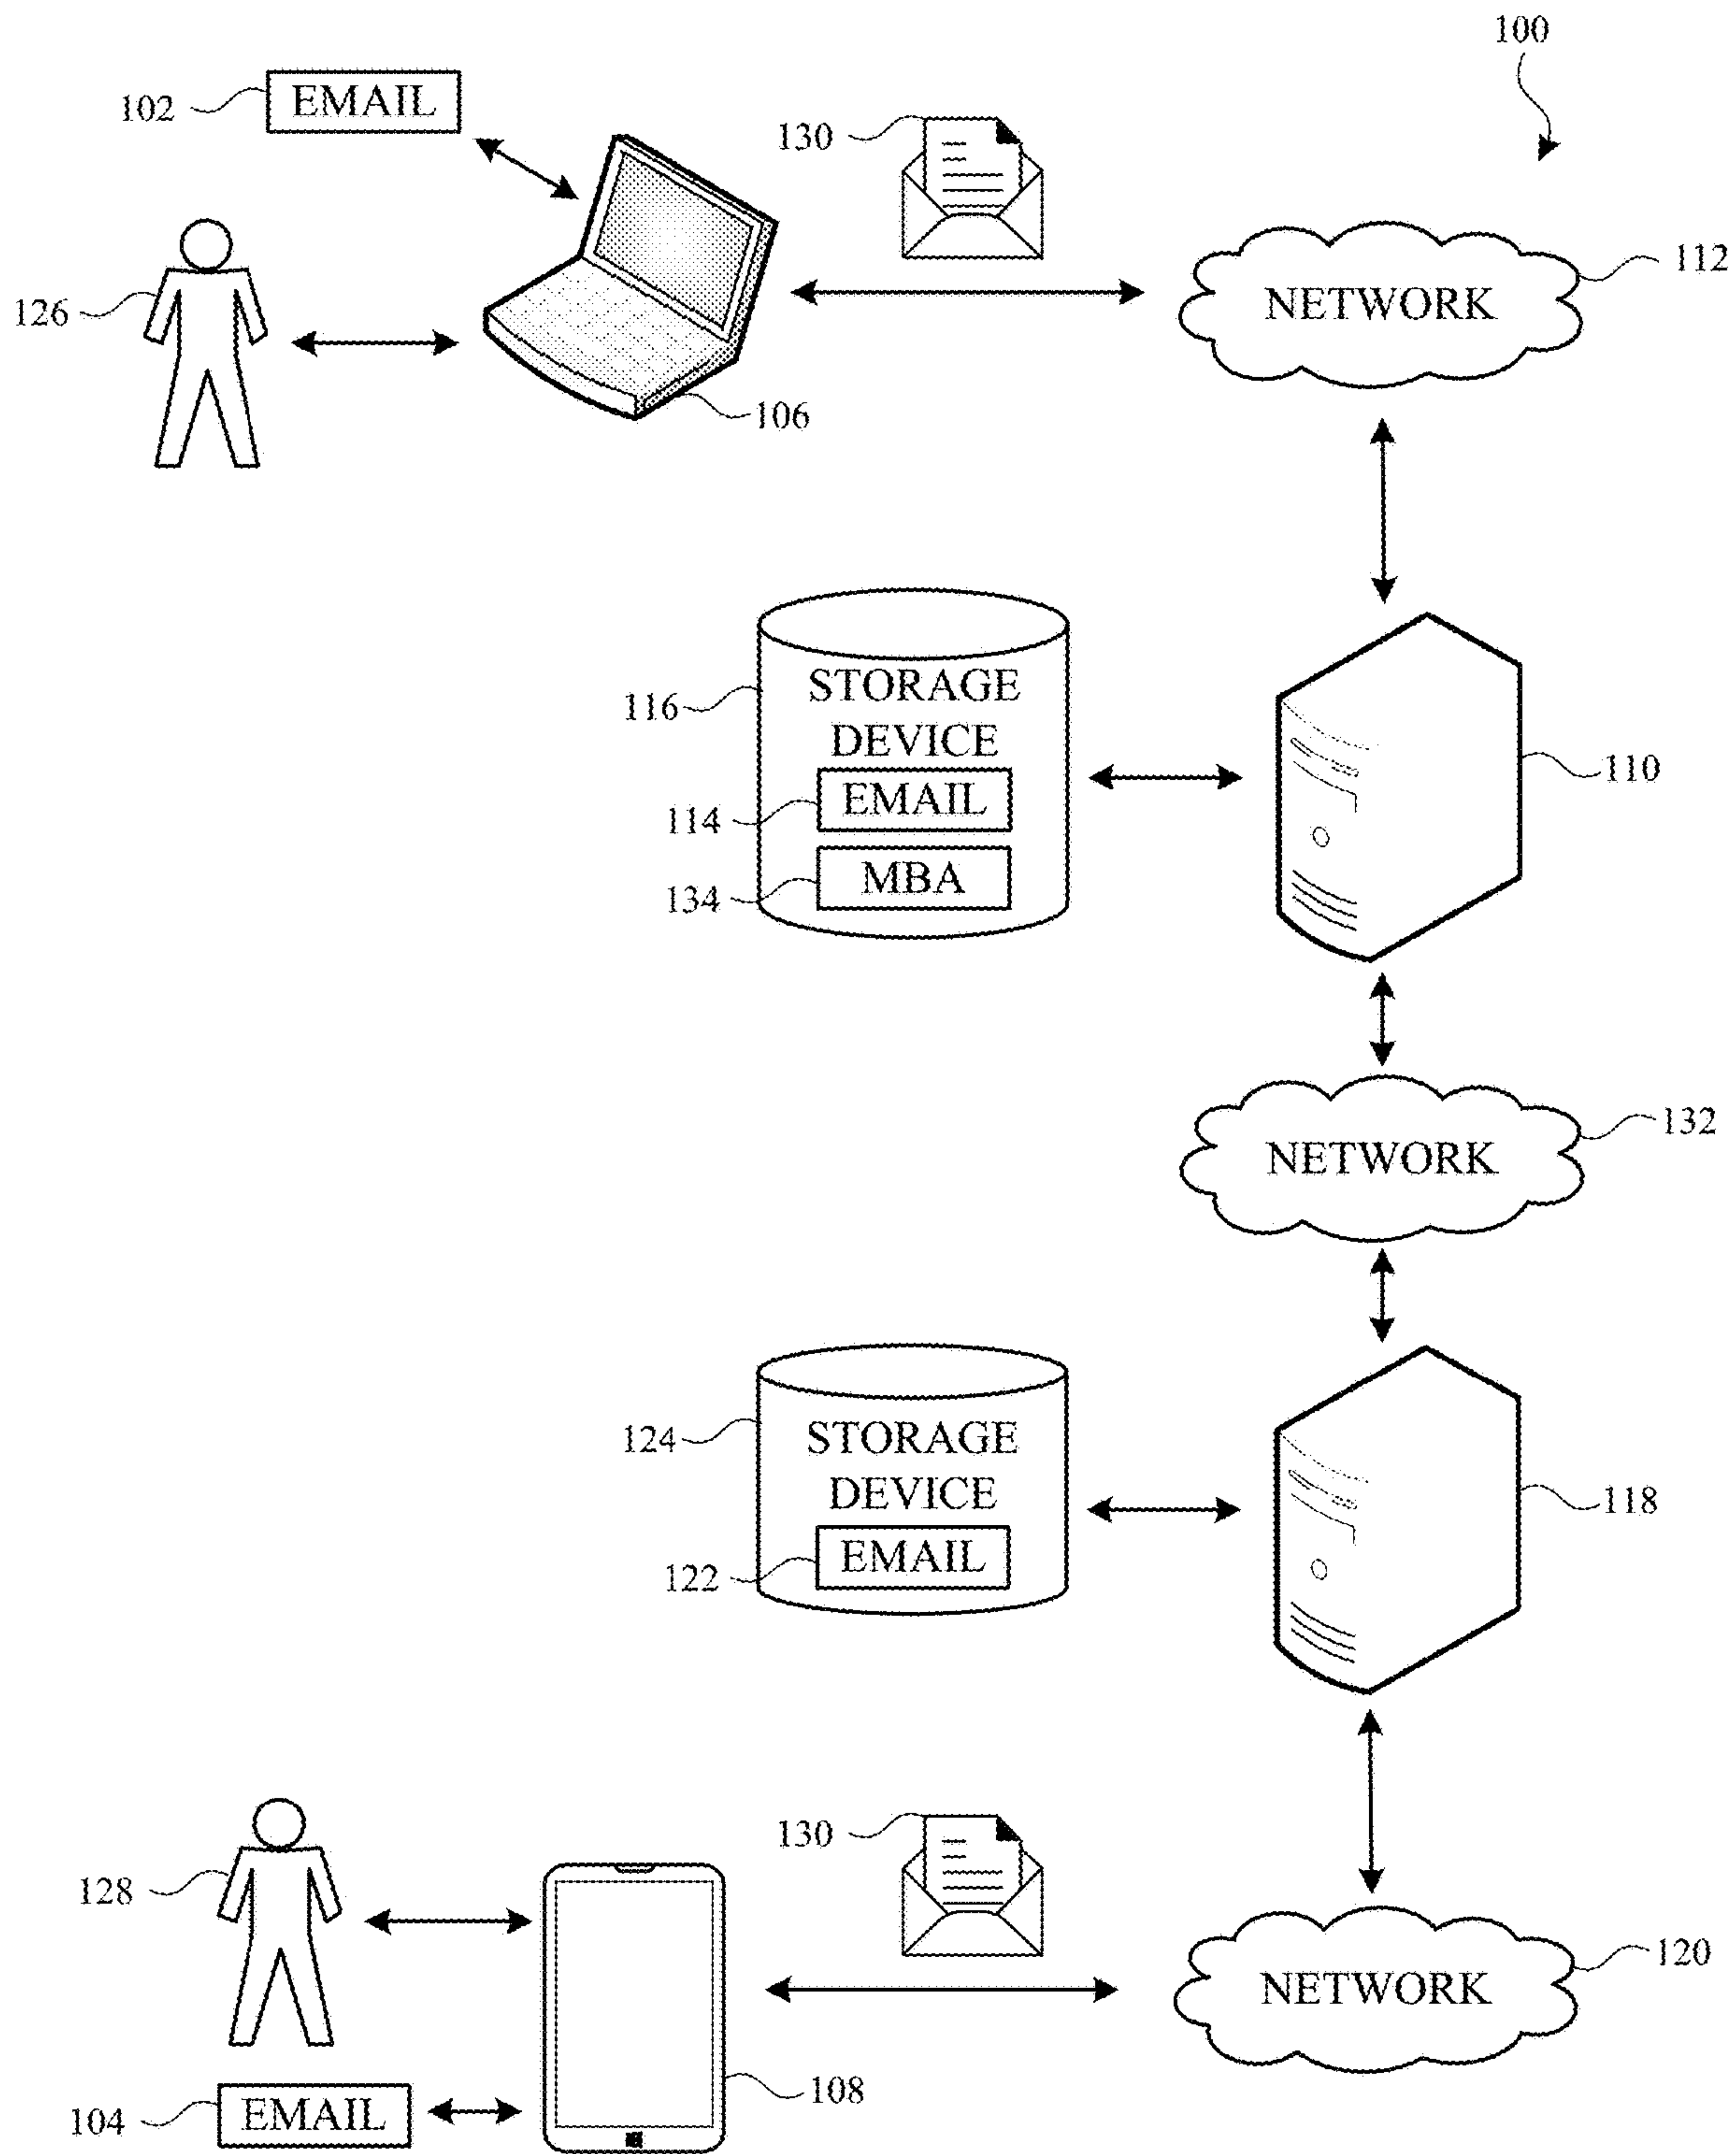 100
102 EMAIL
130
112
NETWORK
126
106
STORAGE
116
DEVICE
110
EMAIL
114
MBA
134
132
NETWORK
STORAGE
124
DEVICE
118
EMAIL
122
130
128
120
NETWORK
108
104 EMAIL